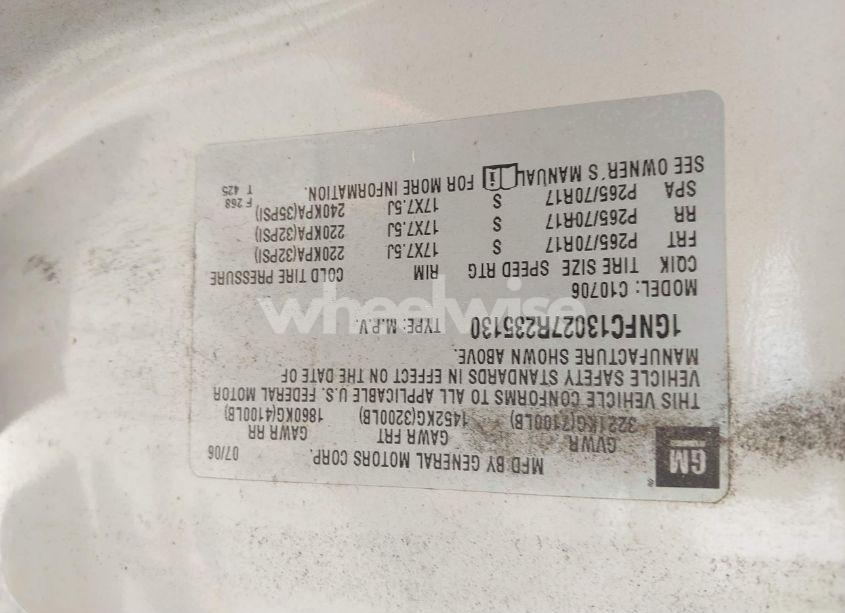 GM
MFD BY GENERAL MOTORS CORP. 07/06
GVWR GAWR FRT GAWR RR
3221KG(7100LB) 1452KG(3200LB) 1860KG(4100LB)
THIS VEHICLE CONFORMS TO ALL APPLICABLE U.S. FEDERAL MOTOR
VEHICLE SAFETY STANDARDS IN EFFECT ON THE DATE OF
MANUFACTURE SHOWN ABOVE.
1GNFC13027R235130 TYPE: M.P.V.
MODEL: C10706
CQIK TIRE SIZE SPEED RTG RIM COLD TIRE PRESSURE
FRT P265/70R17 S 17X7.5J 220KPA(32PSI)
RR P265/70R17 S 17X7.5J 220KPA(32PSI)
SPA P265/70R17 S 17X7.5J 240KPA(35PSI)
SEE OWNER'S MANUAL i FOR MORE INFORMATION.
F 268
T 425
wheelwise